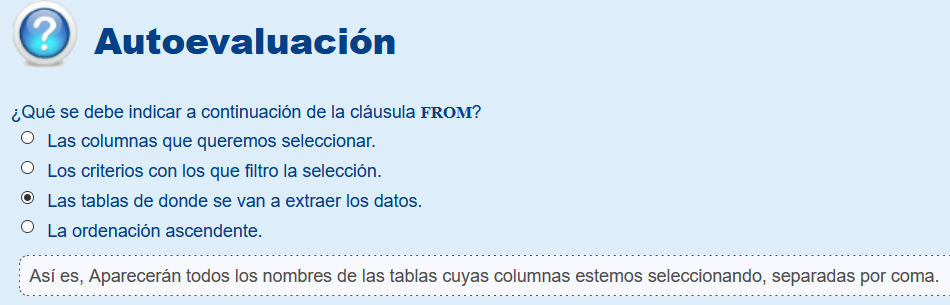 Autoevaluación
¿Qué se debe indicar a continuación de la cláusula FROM?
Las columnas que queremos seleccionar.
Los criterios con los que filtro la selección.
Las tablas de donde se van a extraer los datos.
La ordenación ascendente.
Así es, Aparecerán todos los nombres de las tablas cuyas columnas estemos seleccionando, separadas por coma.